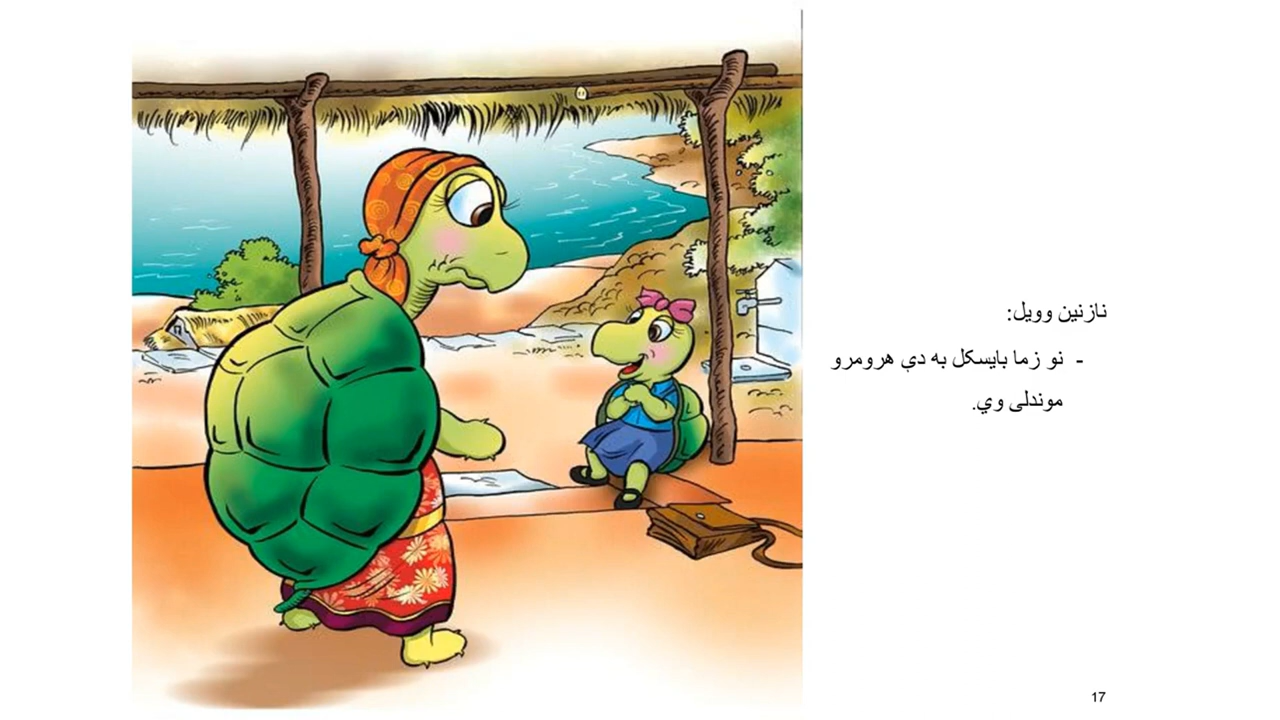 نازنین وویل:
- نو زما بایسکل به دې هرومرو
موندلی وي.
17